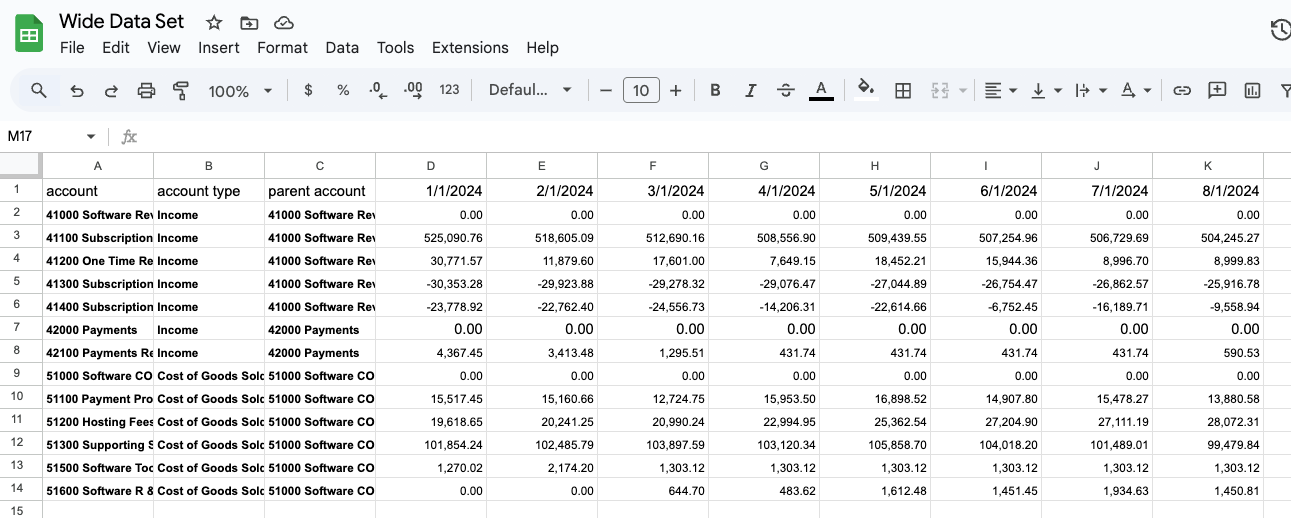 Wide Data Set
File Edit View Insert Format Data Tools Extensions Help
100% $ % .0 .00 123 Defaul... 10 B I S A A
M17 fx
A B C D E F G H I J K
1 account account type parent account 1/1/2024 2/1/2024 3/1/2024 4/1/2024 5/1/2024 6/1/2024 7/1/2024 8/1/2024
2 41000 Software Rev Income 41000 Software Rev 0.00 0.00 0.00 0.00 0.00 0.00 0.00 0.00
3 41100 Subscription Income 41000 Software Rev 525,090.76 518,605.09 512,690.16 508,556.90 509,439.55 507,254.96 506,729.69 504,245.27
4 41200 One Time Re Income 41000 Software Rev 30,771.57 11,879.60 17,601.00 7,649.15 18,452.21 15,944.36 8,996.70 8,999.83
5 41300 Subscription Income 41000 Software Rev -30,353.28 -29,923.88 -29,278.32 -29,076.47 -27,044.89 -26,754.47 -26,862.57 -25,916.78
6 41400 Subscription Income 41000 Software Rev -23,778.92 -22,762.40 -24,556.73 -14,206.31 -22,614.66 -6,752.45 -16,189.71 -9,558.94
7 42000 Payments Income 42000 Payments 0.00 0.00 0.00 0.00 0.00 0.00 0.00 0.00
8 42100 Payments Re Income 42000 Payments 4,367.45 3,413.48 1,295.51 431.74 431.74 431.74 431.74 590.53
9 51000 Software CO Cost of Goods Solc 51000 Software CO 0.00 0.00 0.00 0.00 0.00 0.00 0.00 0.00
10 51100 Payment Pro Cost of Goods Solc 51000 Software CO 15,517.45 15,160.66 12,724.75 15,953.50 16,898.52 14,907.80 15,478.27 13,880.58
11 51200 Hosting Fees Cost of Goods Solc 51000 Software CO 19,618.65 20,241.25 20,990.24 22,994.95 25,362.54 27,204.90 27,111.19 28,072.31
12 51300 Supporting S Cost of Goods Solc 51000 Software CO 101,854.24 102,485.79 103,897.59 103,120.34 105,858.70 104,018.20 101,489.01 99,479.84
13 51500 Software Toc Cost of Goods Solc 51000 Software CO 1,270.02 2,174.20 1,303.12 1,303.12 1,303.12 1,303.12 1,303.12 1,303.12
14 51600 Software R & Cost of Goods Solc 51000 Software CO 0.00 0.00 644.70 483.62 1,612.48 1,451.45 1,934.63 1,450.81
15